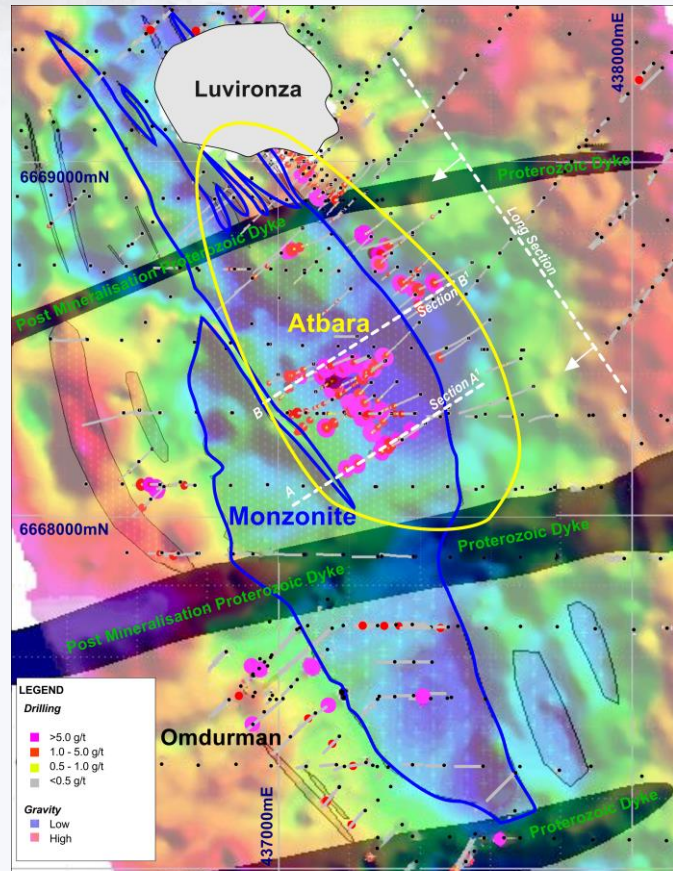 438000mE
Luvironza
6669000mN
Proterozoic Dyke
Long Section
Post Mineralisation Proterozoic Dyke
Atbara
Section B'
B
Section A'
A
Monzonite
6668000mN
Proterozoic Dyke
Post Mineralisation Proterozoic Dyke
LEGEND
Drilling
>5.0 g/t
1.0 - 5.0 g/t
0.5 - 1.0 g/t
<0.5 g/t
Gravity
Low
High
Omdurman
437000mE
Proterozoic Dyke